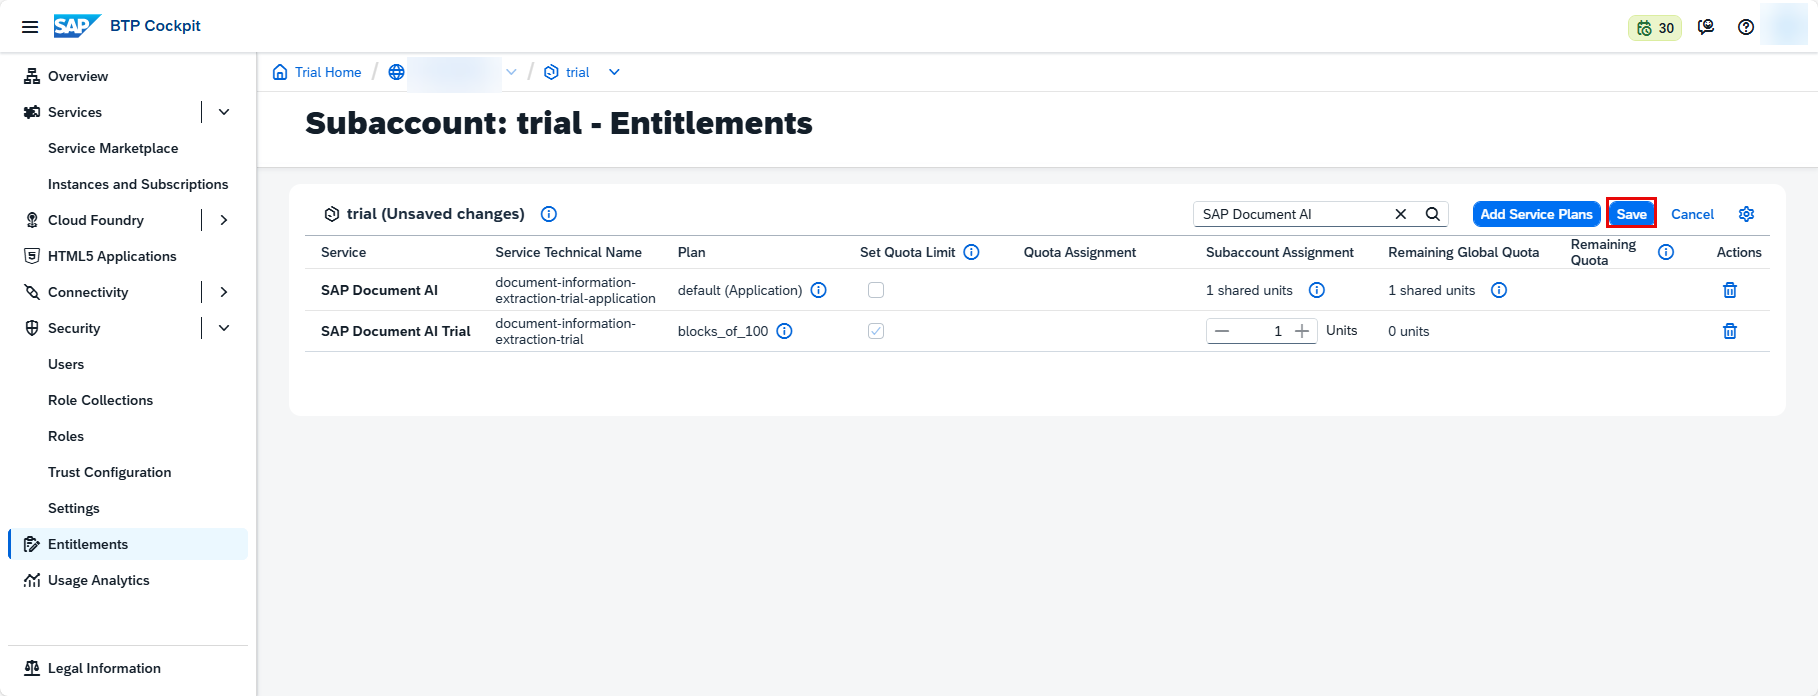 SAP BTP Cockpit
30
Overview
Services
Service Marketplace
Instances and Subscriptions
Cloud Foundry
HTML5 Applications
Connectivity
Security
Users
Role Collections
Roles
Trust Configuration
Settings
Entitlements
Usage Analytics
Legal Information
Trial Home / / trial
Subaccount: trial - Entitlements
trial (Unsaved changes)
SAP Document AI
Add Service Plans Save Cancel
Service Service Technical Name Plan Set Quota Limit Quota Assignment Subaccount Assignment Remaining Global Quota Remaining Quota Actions
SAP Document AI document-information-extraction-trial-application default (Application) 1 shared units 1 shared units
SAP Document AI Trial document-information-extraction-trial blocks_of_100 1 Units 0 units